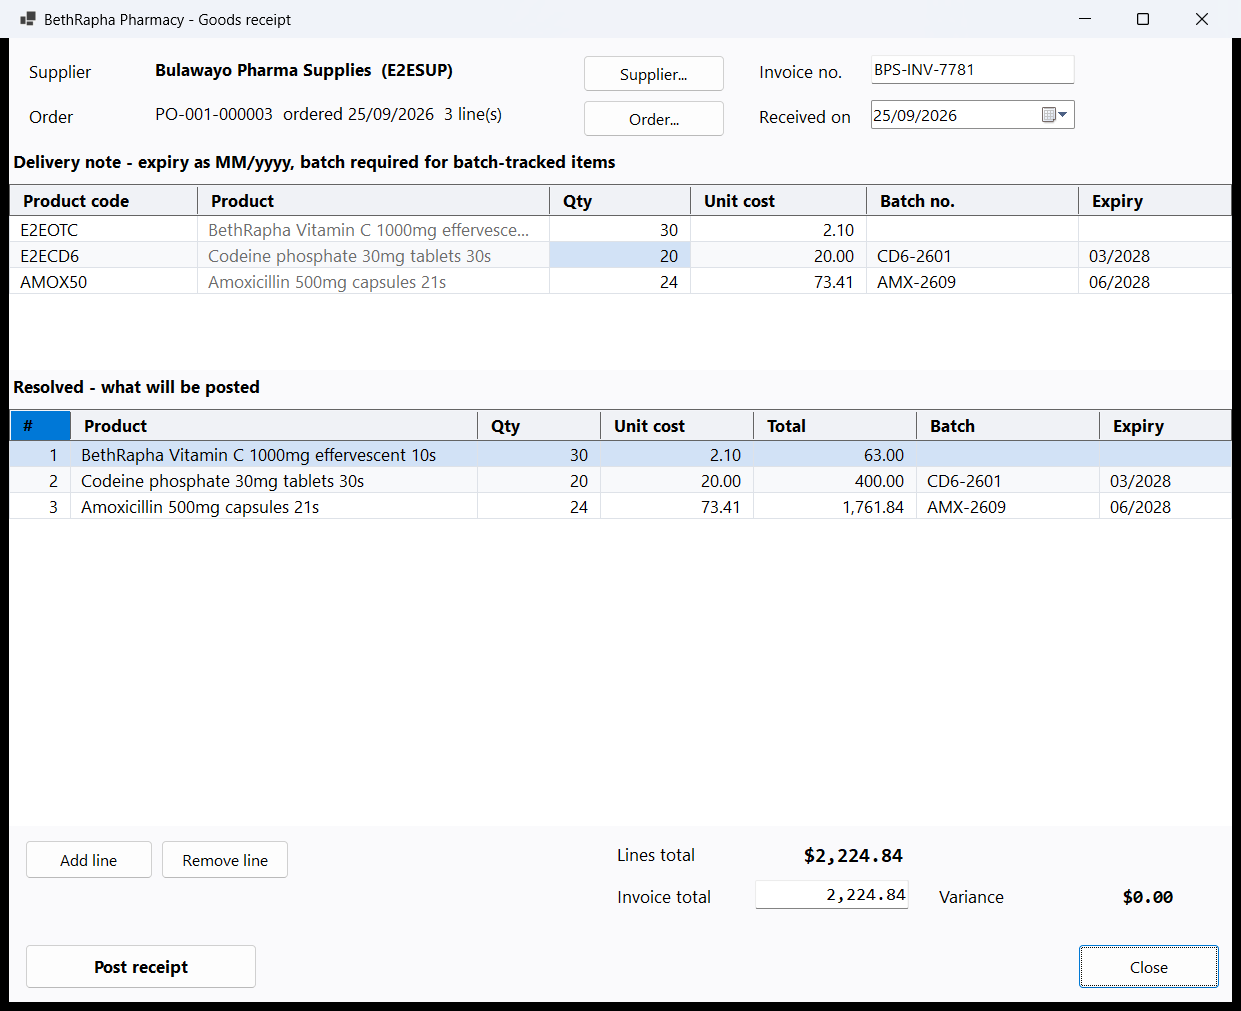 BethRapha Pharmacy - Goods receipt
Supplier Bulawayo Pharma Supplies (E2ESUP) Supplier... Invoice no. BPS-INV-7781
Order PO-001-000003 ordered 25/09/2026 3 line(s) Order... Received on 25/09/2026
Delivery note - expiry as MM/yyyy, batch required for batch-tracked items
Product code Product Qty Unit cost Batch no. Expiry
E2EOTC BethRapha Vitamin C 1000mg effervesce... 30 2.10
E2ECD6 Codeine phosphate 30mg tablets 30s 20 20.00 CD6-2601 03/2028
AMOX50 Amoxicillin 500mg capsules 21s 24 73.41 AMX-2609 06/2028
Resolved - what will be posted
# Product Qty Unit cost Total Batch Expiry
1 BethRapha Vitamin C 1000mg effervescent 10s 30 2.10 63.00
2 Codeine phosphate 30mg tablets 30s 20 20.00 400.00 CD6-2601 03/2028
3 Amoxicillin 500mg capsules 21s 24 73.41 1,761.84 AMX-2609 06/2028
Add line Remove line Lines total $2,224.84
Invoice total 2,224.84 Variance $0.00
Post receipt Close